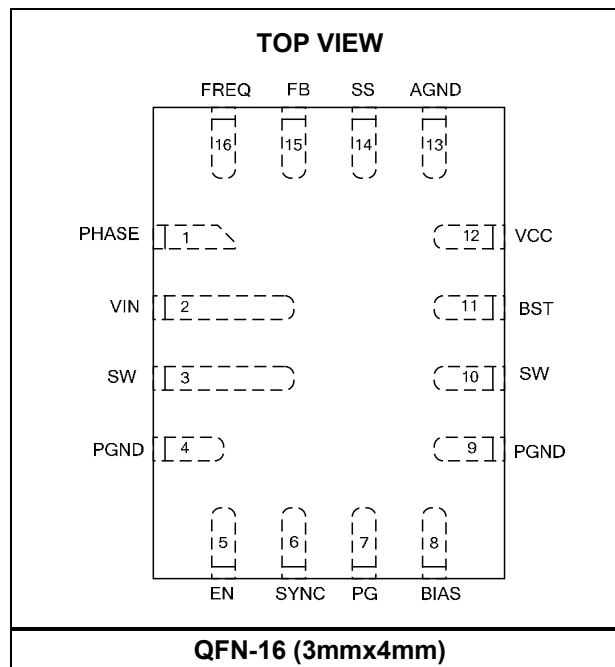 TOP VIEW
FREQ FB SS AGND
16 15 14 13
PHASE 1 12 VCC
VIN 2 11 BST
SW 3 10 SW
PGND 4 9 PGND
5 6 7 8
EN SYNC PG BIAS
QFN-16 (3mmx4mm)